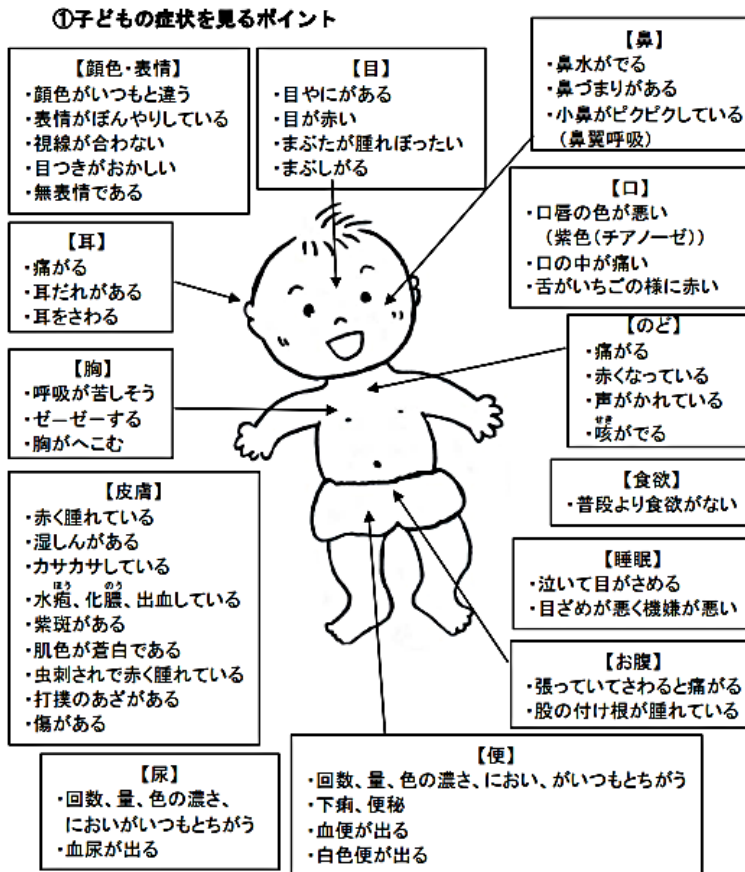 ①子どもの症状を見るポイント
【顔色・表情】
・顔色がいつもと違う
・表情がぼんやりしている
・視線が合わない
・目つきがおかしい
・無表情である
【目】
・目やにがある
・目が赤い
・まぶたが腫れぼったい
・まぶしがる
【鼻】
・鼻水がでる
・鼻づまりがある
・小鼻がピクピクしている
（鼻翼呼吸）
【口】
・口唇の色が悪い
（紫色（チアノーゼ））
・口の中が痛い
・舌がいちごの様に赤い
【耳】
・痛がる
・耳だれがある
・耳をさわる
【のど】
・痛がる
・赤くなっている
・声がかれている
せき
・咳がでる
【胸】
・呼吸が苦しそう
・ゼーゼーする
・胸がへこむ
【食欲】
・普段より食欲がない
【皮膚】
・赤く腫れている
・湿しんがある
・カサカサしている
ほう のう
・水疱、化膿、出血している
・紫斑がある
・肌色が蒼白である
・虫刺されで赤く腫れている
・打撲のあざがある
・傷がある
【睡眠】
・泣いて目がさめる
・目ざめが悪く機嫌が悪い
【お腹】
・張っていてさわると痛がる
・股の付け根が腫れている
【尿】
・回数、量、色の濃さ、
においがいつもとちがう
・血尿が出る
【便】
・回数、量、色の濃さ、におい、がいつもとちがう
・下痢、便秘
・血便が出る
・白色便が出る